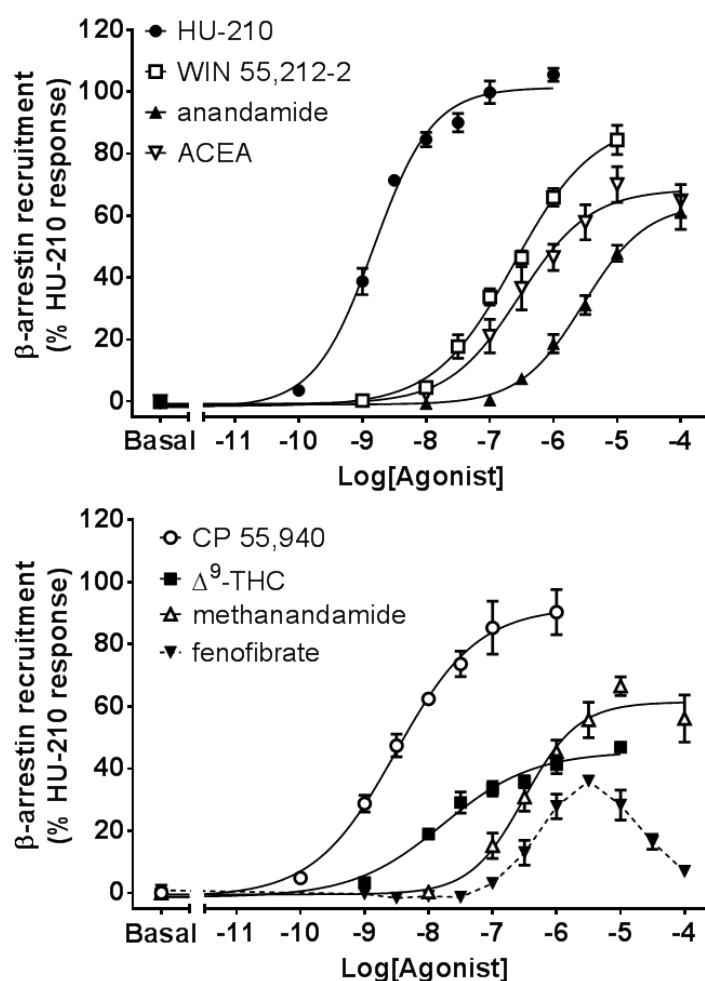 120
100
80
60
40
20
0
β-arrestin recruitment
(% HU-210 response)
HU-210
WIN 55,212-2
anandamide
ACEA
Basal -11 -10 -9 -8 -7 -6 -5 -4
Log[Agonist]
120
100
80
60
40
20
0
β-arrestin recruitment
(% HU-210 response)
CP 55,940
Δ⁹-THC
methanandamide
fenofibrate
Basal -11 -10 -9 -8 -7 -6 -5 -4
Log[Agonist]